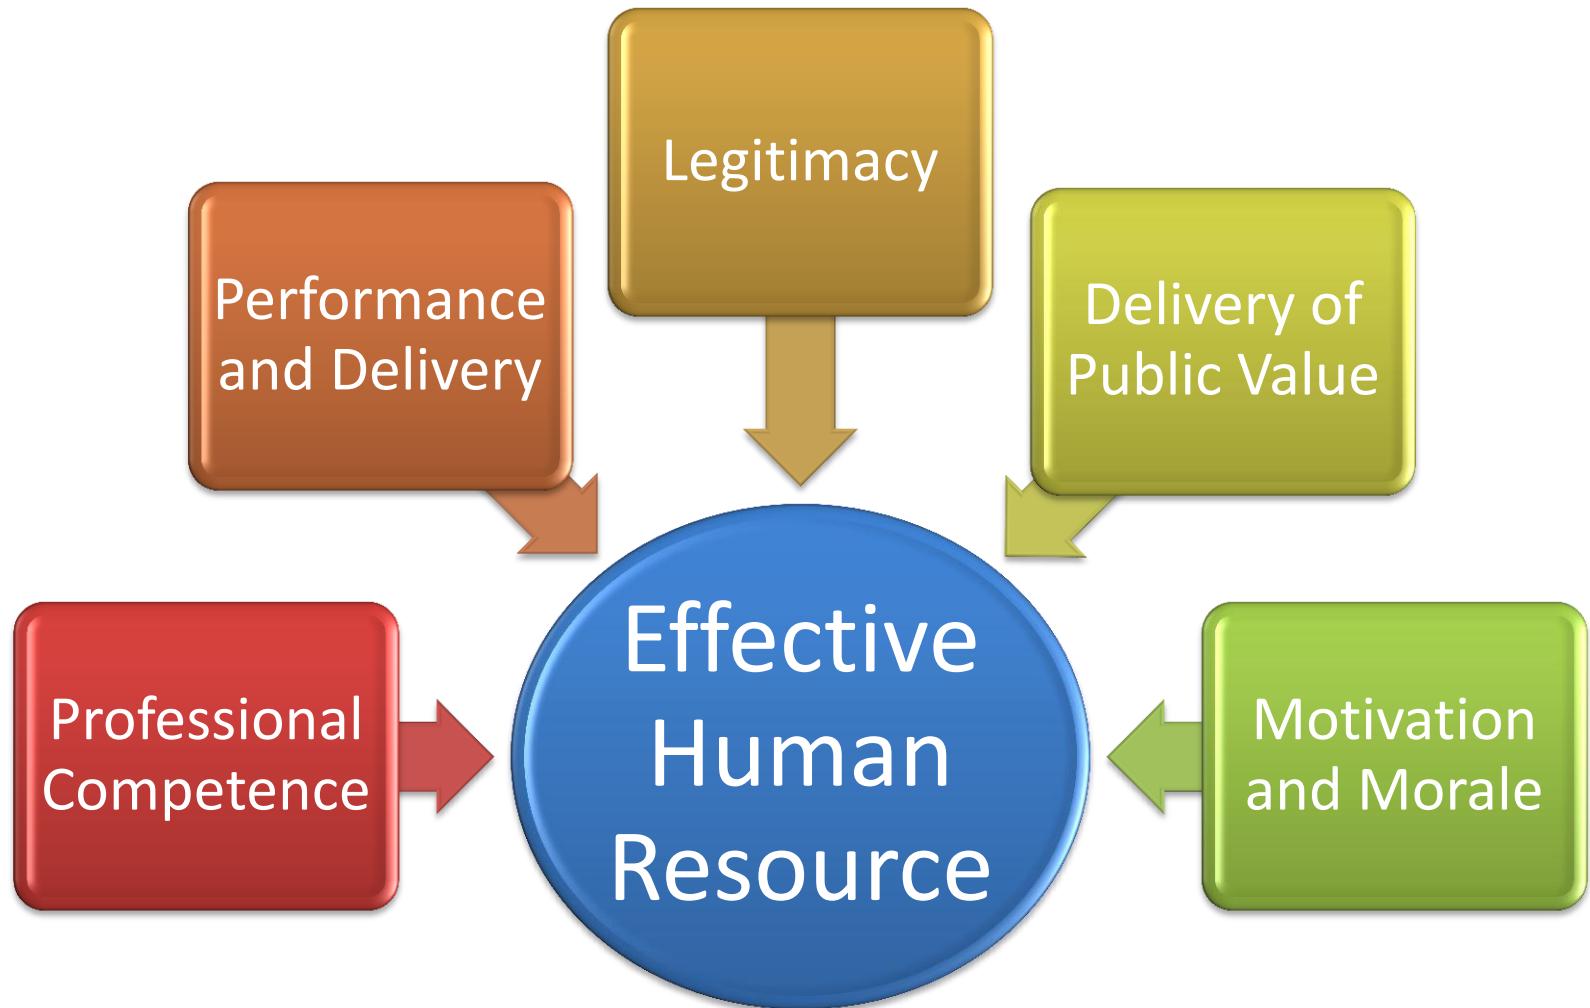 Legitimacy
Performance
and Delivery
Delivery of
Public Value
Professional
Competence
Effective
Human
Resource
Motivation
and Morale